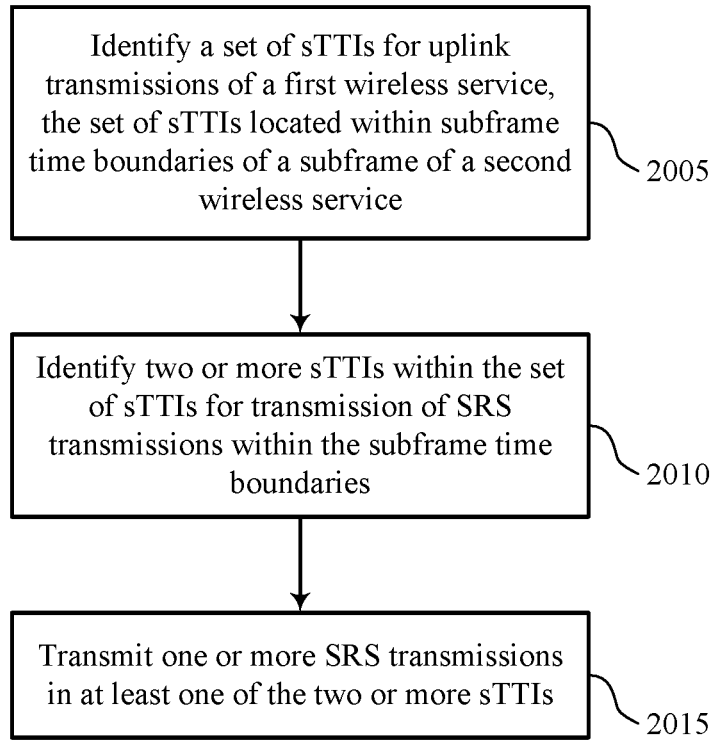 Identify a set of sTTIs for uplink
transmissions of a first wireless service,
the set of sTTIs located within subframe
time boundaries of a subframe of a second
wireless service
2005
Identify two or more sTTIs within the set
of sTTIs for transmission of SRS
transmissions within the subframe time
boundaries
2010
Transmit one or more SRS transmissions
in at least one of the two or more sTTIs
2015